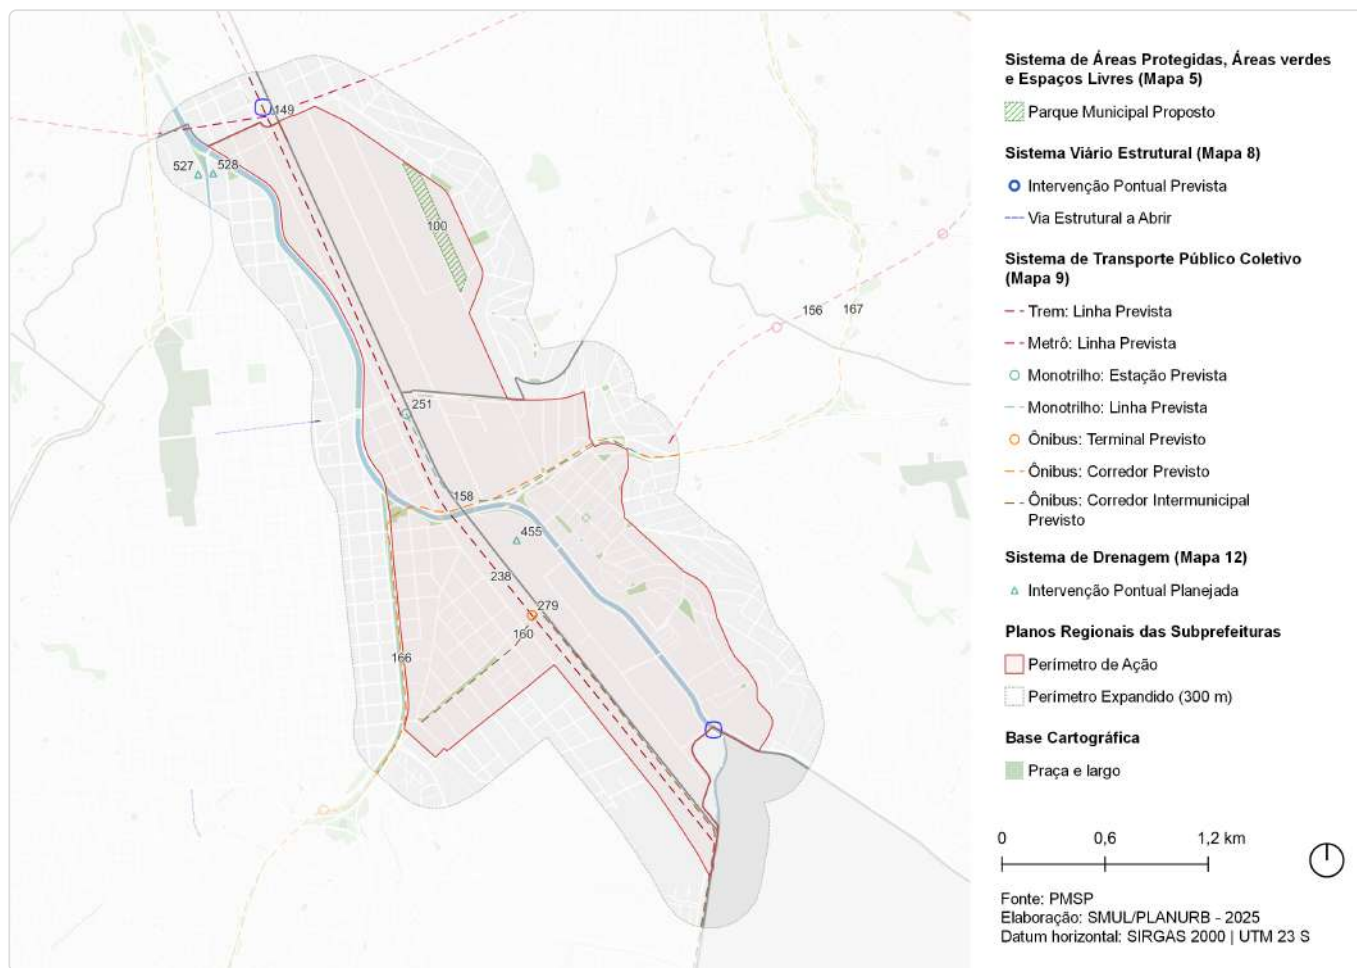 149
527
528
100
156
167
251
158
455
238
279
160
166
Sistema de Áreas Protegidas, Áreas verdes
e Espaços Livres (Mapa 5)
Parque Municipal Proposto
Sistema Viário Estrutural (Mapa 8)
Intervenção Pontual Prevista
Via Estrutural a Abrir
Sistema de Transporte Público Coletivo
(Mapa 9)
Trem: Linha Prevista
Metrô: Linha Prevista
Monotrilho: Estação Prevista
Monotrilho: Linha Prevista
Ônibus: Terminal Previsto
Ônibus: Corredor Previsto
Ônibus: Corredor Intermunicipal
Previsto
Sistema de Drenagem (Mapa 12)
Intervenção Pontual Planejada
Planos Regionais das Subprefeituras
Perímetro de Ação
Perímetro Expandido (300 m)
Base Cartográfica
Praça e largo
0 0,6 1,2 km
Fonte: PMSP
Elaboração: SMUL/PLANURB - 2025
Datum horizontal: SIRGAS 2000 | UTM 23 S